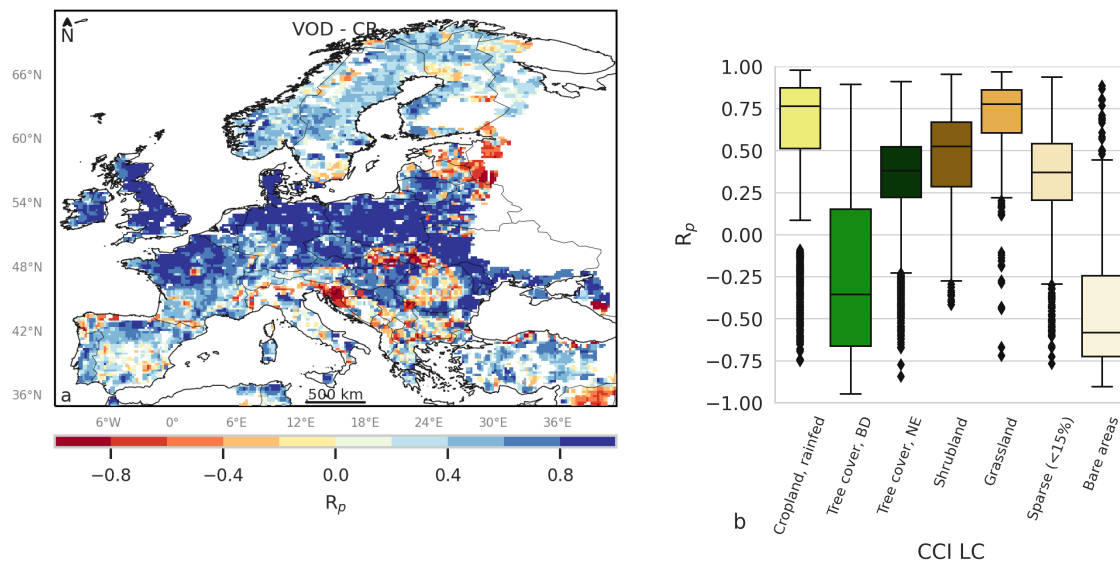 N
VOD - CR
66°N
60°N
54°N
48°N
42°N
36°N
a
500 km
6°W
0°
6°E
12°E
18°E
24°E
30°E
36°E
−0.8
−0.4
0.0
0.4
0.8
Rp
1.00
0.75
0.50
0.25
0.00
−0.25
−0.50
−0.75
−1.00
Rp
Cropland, rainfed
Tree cover, BD
Tree cover, NE
Shrubland
Grassland
Sparse (<15%)
Bare areas
b
CCI LC